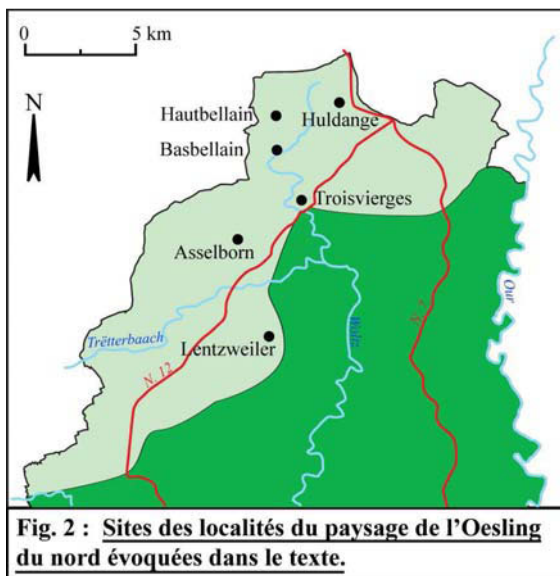 0 5 km
N
Hautbellain
Huldange
Basbellain
Troisvierges
Asselborn
Our
Trëtterbaach
Woltz
N. 7
Lentzweiler
N. 12
Fig. 2 : Sites des localités du paysage de l'Oesling
du nord évoquées dans le texte.